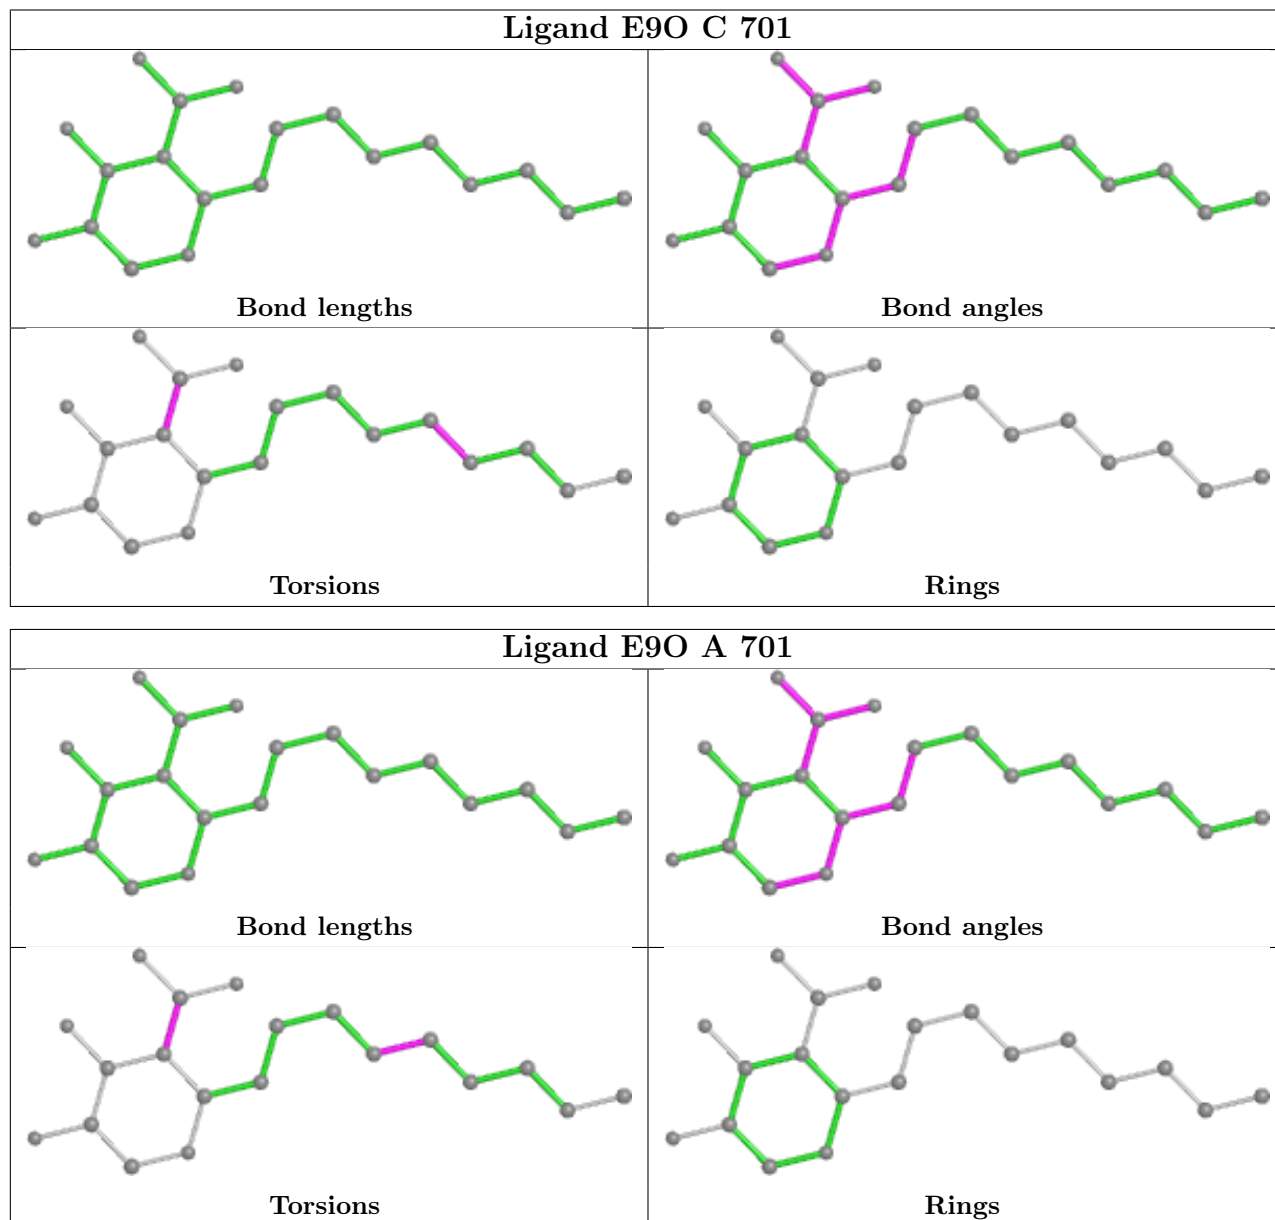 Ligand E9O C 701
Bond lengths
Bond angles
Torsions
Rings
Ligand E9O A 701
Bond lengths
Bond angles
Torsions
Rings